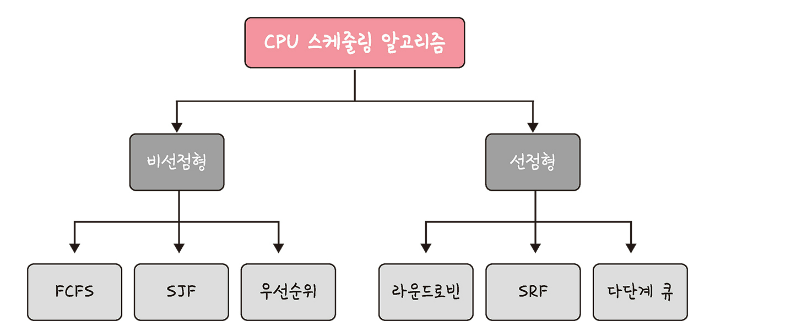 CPU 스케줄링 알고리즘
비선점형
선점형
FCFS
SJF
우선순위
라운드로빈
SRF
다단계 큐